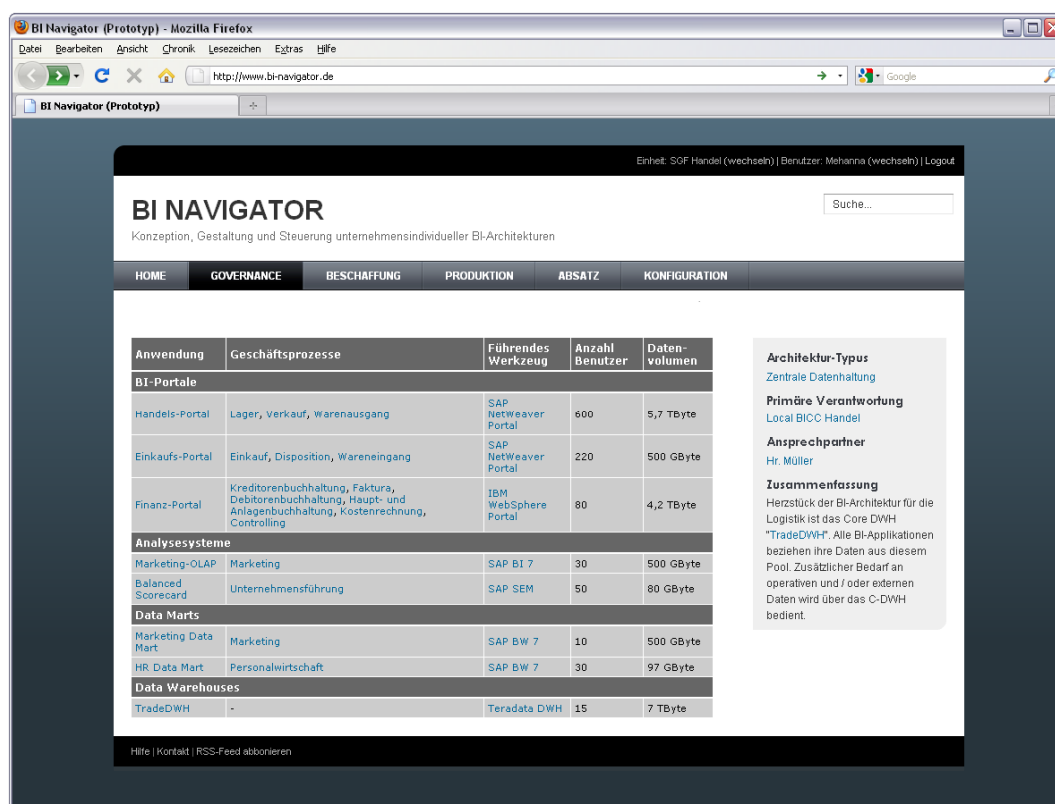 BI Navigator (Prototyp) - Mozilla Firefox
Datei Bearbeiten Ansicht Chronik Lesezeichen Extras Hilfe
http://www.bi-navigator.de
Google
BI Navigator (Prototyp)
Einheit: SGF Handel (wechseln) | Benutzer: Mehanna (wechseln) | Logout
BI NAVIGATOR
Suche...
Konzeption, Gestaltung und Steuerung unternehmensindividueller BI-Architekturen
HOME GOVERNANCE BESCHAFFUNG PRODUKTION ABSATZ KONFIGURATION
Anwendung Geschäftsprozesse Führendes Werkzeug Anzahl Benutzer Daten-volumen
BI-Portale
Handels-Portal Lager, Verkauf, Warenausgang SAP NetWeaver Portal 600 5,7 TByte
Einkaufs-Portal Einkauf, Disposition, Wareneingang SAP NetWeaver Portal 220 500 GByte
Finanz-Portal Kreditorenbuchhaltung, Faktura, Debitorenbuchhaltung, Haupt- und Anlagenbuchhaltung, Kostenrechnung, Controlling IBM WebSphere Portal 80 4,2 TByte
Analysesysteme
Marketing-OLAP Marketing SAP BI 7 30 500 GByte
Balanced Scorecard Unternehmensführung SAP SEM 50 80 GByte
Data Marts
Marketing Data Mart Marketing SAP BW 7 10 500 GByte
HR Data Mart Personalwirtschaft SAP BW 7 30 97 GByte
Data Warehouses
TradeDWH - Teradata DWH 15 7 TByte
Architektur-Typus
Zentrale Datenhaltung
Primäre Verantwortung
Local BICC Handel
Ansprechpartner
Hr. Müller
Zusammenfassung
Herzstück der BI-Architektur für die
Logistik ist das Core DWH
"TradeDWH". Alle BI-Applikationen
beziehen ihre Daten aus diesem
Pool. Zusätzlicher Bedarf an
operativen und / oder externen
Daten wird über das C-DWH
bedient.
Hilfe | Kontakt | RSS-Feed abbonieren